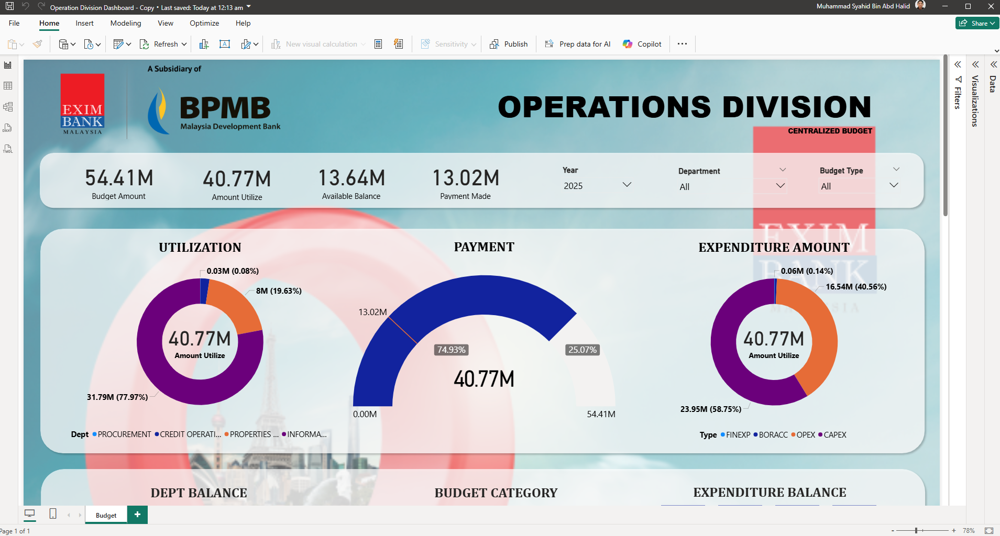 Operation Division Dashboard - Copy • Last saved: Today at 12:13 am
Muhammad Syahid Bin Abd Halid
File Home Insert Modeling View Optimize Help
Share
Refresh
New visual calculation
Sensitivity
Publish
Prep data for AI
Copilot
DAX
TMDL
A Subsidiary of
EXIM
BANK
MALAYSIA
BPMB
Malaysia Development Bank
OPERATIONS DIVISION
CENTRALIZED BUDGET
54.41M
Budget Amount
40.77M
Amount Utilize
13.64M
Available Balance
13.02M
Payment Made
Year
2025
Department
All
Budget Type
All
EXIM
BANK
MALAYSIA
UTILIZATION
0.03M (0.08%)
8M (19.63%)
40.77M
Amount Utilize
31.79M (77.97%)
Dept PROCUREMENT CREDIT OPERATI... PROPERTIES ... INFORMA...
PAYMENT
13.02M
74.93%
25.07%
40.77M
0.00M
54.41M
EXPENDITURE AMOUNT
0.06M (0.14%)
16.54M (40.56%)
40.77M
Amount Utilize
23.95M (58.75%)
Type FINEXP BORACC OPEX CAPEX
DEPT BALANCE
BUDGET CATEGORY
EXPENDITURE BALANCE
Filters
Visualizations
Data
Budget
Page 1 of 1
78%